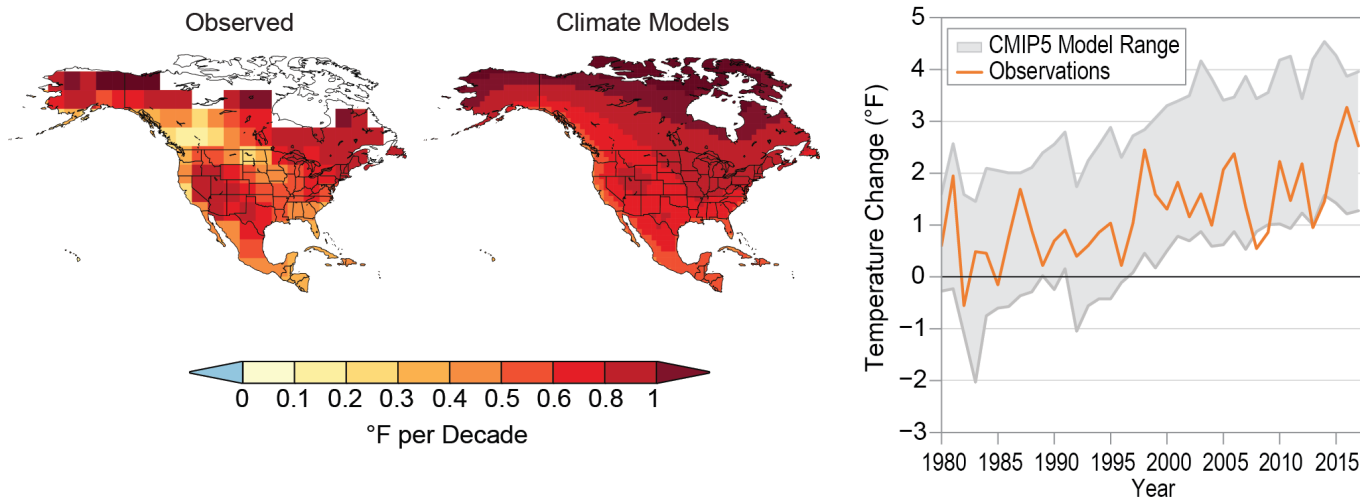 Observed
Climate Models
0 0.1 0.2 0.3 0.4 0.5 0.6 0.8 1
°F per Decade
CMIP5 Model Range
Observations
Temperature Change (°F)
5
4
3
2
1
0
−1
−2
−3
1980 1985 1990 1995 2000 2005 2010 2015
Year